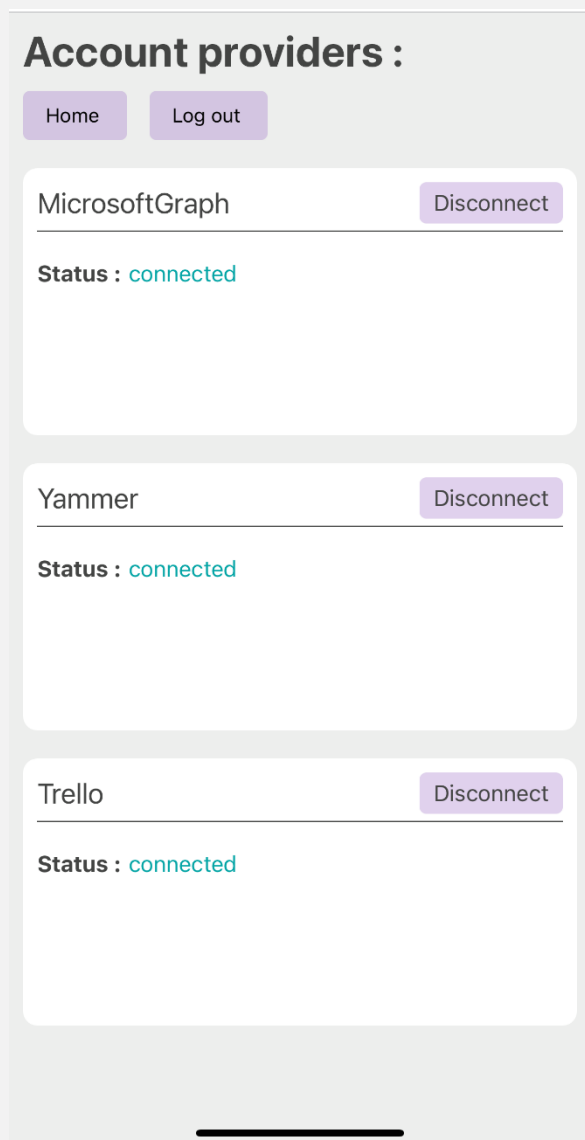 Account providers :
Home Log out
MicrosoftGraph Disconnect
Status : connected
Yammer Disconnect
Status : connected
Trello Disconnect
Status : connected